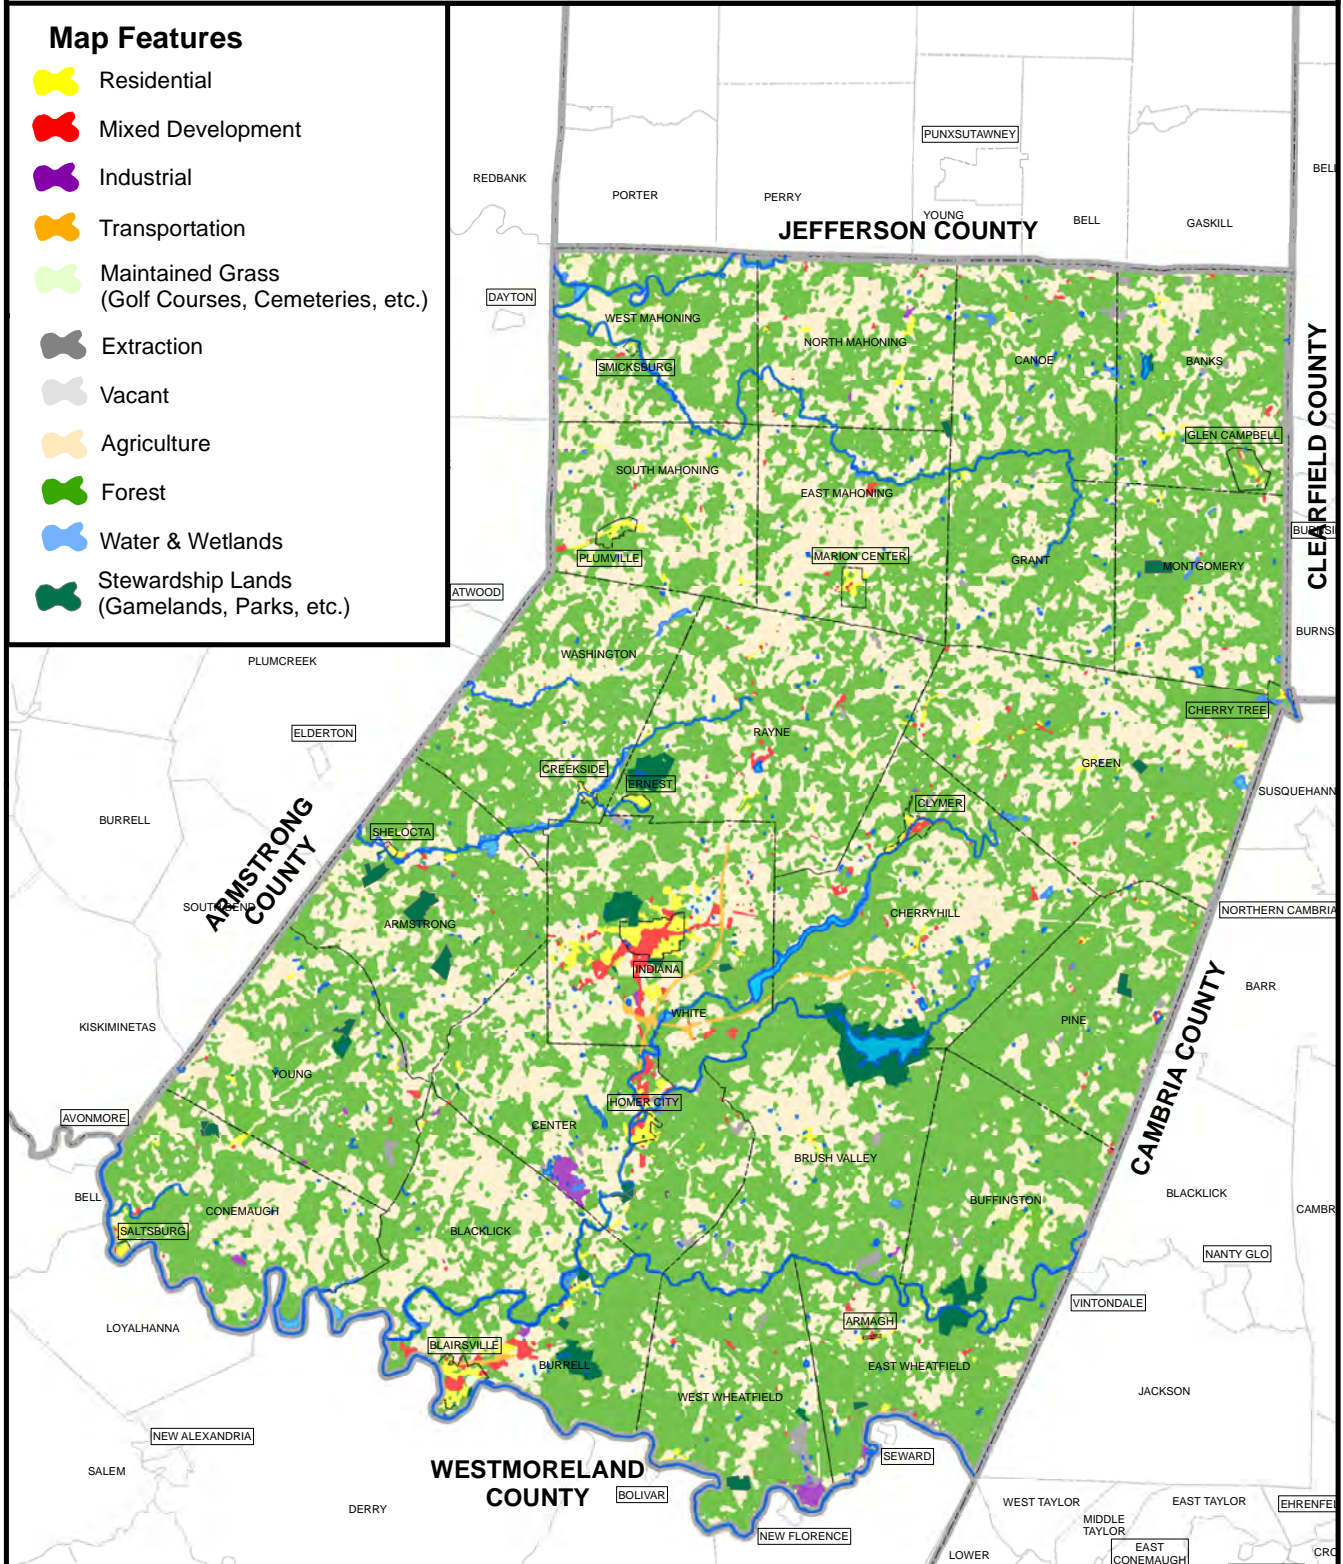 Map Features
Residential
Mixed Development
Industrial
Transportation
Maintained Grass
(Golf Courses, Cemeteries, etc.)
Extraction
Vacant
Agriculture
Forest
Water & Wetlands
Stewardship Lands
(Gamelands, Parks, etc.)
PUNXSUTAWNEY
REDBANK
PORTER
PERRY
YOUNG
BELL
GASKILL
BELL
JEFFERSON COUNTY
DAYTON
WEST MAHONING
NORTH MAHONING
CANOE
BANKS
SMICKSBURG
CLEARFIELD COUNTY
GLEN CAMPBELL
SOUTH MAHONING
EAST MAHONING
BURNSI
PLUMVILLE
MARION CENTER
GRANT
MONTGOMERY
ATWOOD
BURNS
WASHINGTON
PLUMCREEK
CHERRY TREE
ELDERTON
RAYNE
CREEKSIDE
ERNEST
GREEN
SUSQUEHANN
CLYMER
BURRELL
SHELOCTA
ARMSTRONG
COUNTY
SOUTH BEND
ARMSTRONG
CHERRYHILL
NORTHERN CAMBRIA
INDIANA
BARR
WHITE
PINE
KISKIMINETAS
YOUNG
CAMBRIA COUNTY
HOMER CITY
AVONMORE
CENTER
BRUSH VALLEY
BELL
BUFFINGTON
BLACKLICK
CONEMAUGH
CAMBR
SALTSBURG
BLACKLICK
NANTY GLO
VINTONDALE
LOYALHANNA
ARMAGH
BLAIRSVILLE
BURRELL
EAST WHEATFIELD
WEST WHEATFIELD
JACKSON
NEW ALEXANDRIA
SEWARD
SALEM
WESTMORELAND
COUNTY
BOLIVAR
DERRY
WEST TAYLOR
EAST TAYLOR
EHRENFEL
MIDDLE
TAYLOR
NEW FLORENCE
EAST
CONEMAUGH
LOWER
CRO